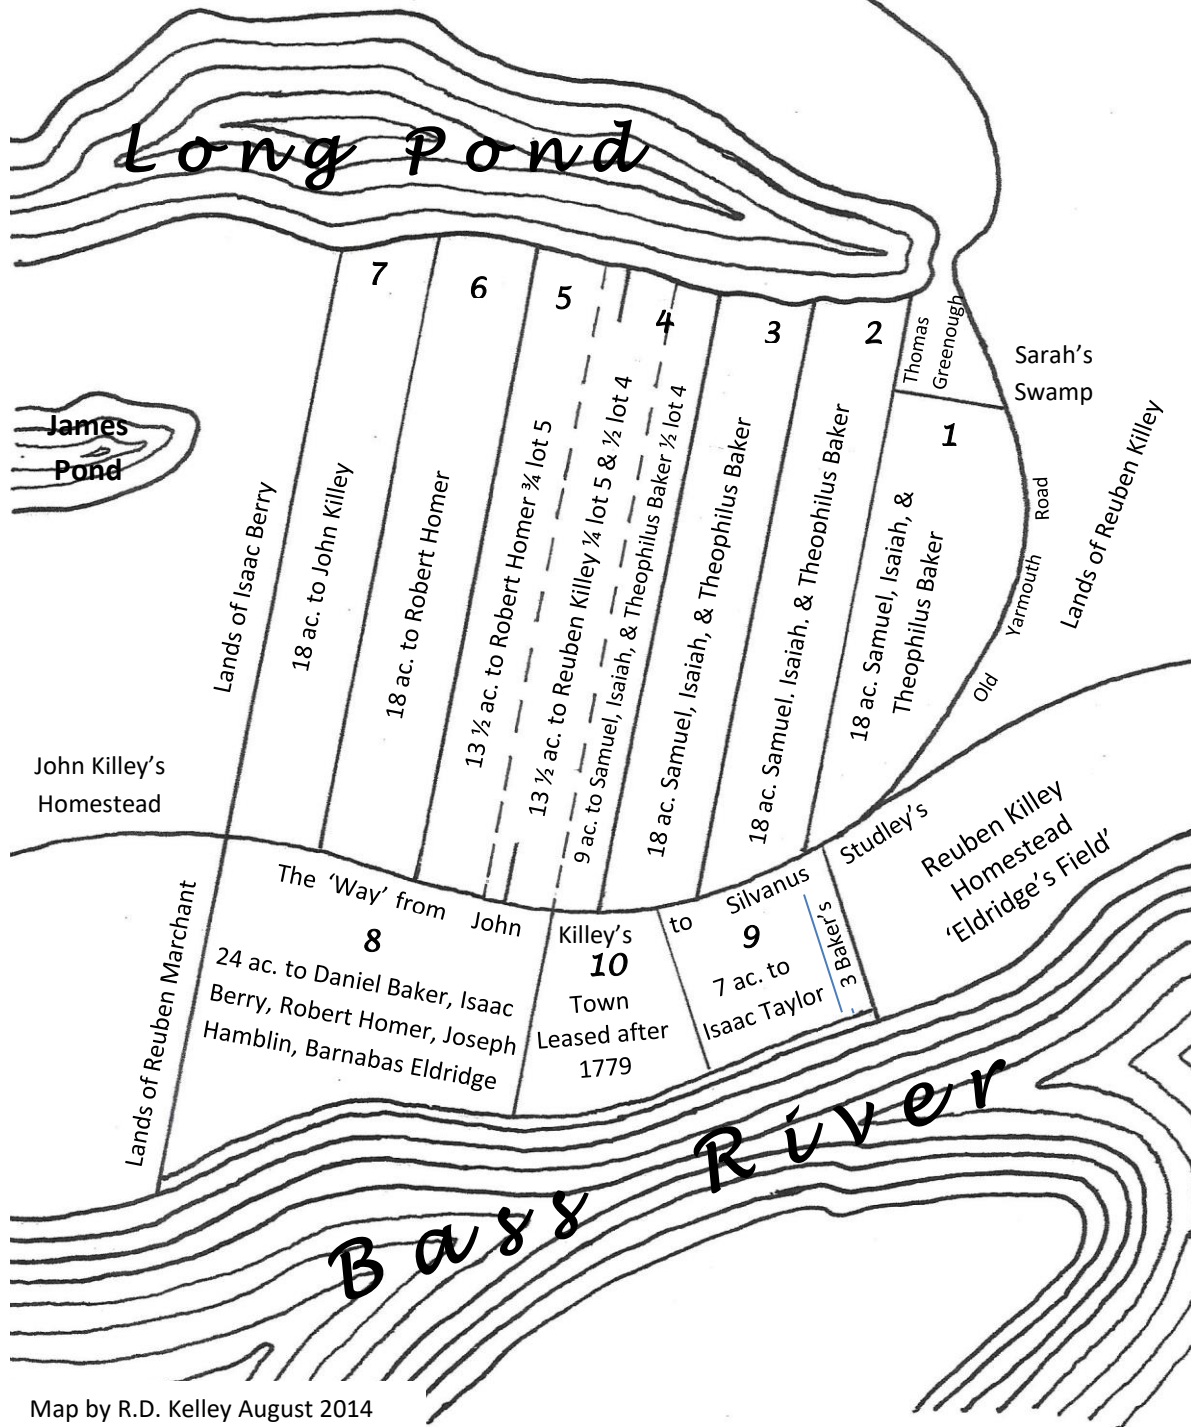 Long Pond
7
6
5
4
3
2
Thomas
Greenough
Sarah's
Swamp
1
James
Pond
Lands of Isaac Berry
18 ac. to John Killey
18 ac. to Robert Homer
13 ½ ac. to Robert Homer ¾ lot 5
13 ½ ac. to Reuben Killey ¼ lot 5 & ½ lot 4
9 ac. to Samuel, Isaiah, & Theophilus Baker ½ lot 4
18 ac. Samuel, Isaiah, & Theophilus Baker
18 ac. Samuel. Isaiah. & Theophilus Baker
18 ac. Samuel, Isaiah, &
Theophilus Baker
Old Yarmouth Road
Lands of Reuben Killey
John Killey's
Homestead
The 'Way' from John Killey's to Silvanus Studley's
Reuben Killey
Homestead
'Eldridge's Field'
Lands of Reuben Marchant
8
24 ac. to Daniel Baker, Isaac
Berry, Robert Homer, Joseph
Hamblin, Barnabas Eldridge
10
Town
Leased after
1779
9
7 ac. to
Isaac Taylor
3 Baker's
Bass River
Map by R.D. Kelley August 2014